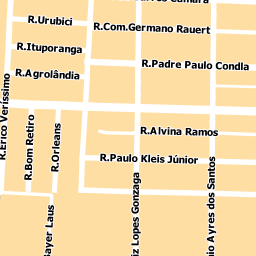 Camara
R.Urubici
R.Com.Germano Rauert
R.Ituporanga
R.Padre Paulo Condla
R.Agrolândia
R.Alvina Ramos
R.Paulo Kleis Júnior
R.Erico Veríssimo
R.Bom Retiro
R.Orleans
Bayer Laus
iz Lopes Gonzaga
io Ayres dos Santos